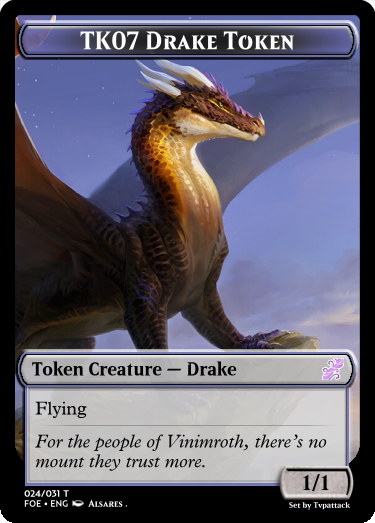 TK07 Drake Token
Token Creature — Drake
Flying
For the people of Vinimroth, there's no
mount they trust more.
1/1
024/031 T
FOE • ENG Alsares .
Set by Typattack